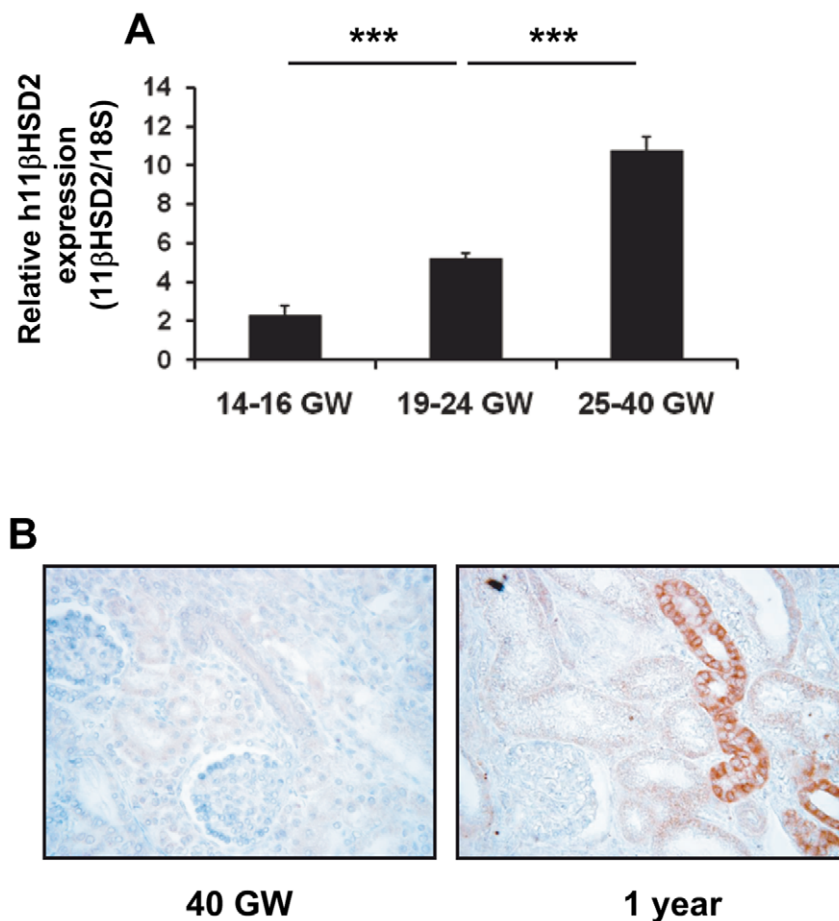 A
*** ***
Relative h11βHSD2
expression
(11βHSD2/18S)
14
12
10
8
6
4
2
0
14-16 GW 19-24 GW 25-40 GW
B
40 GW 1 year